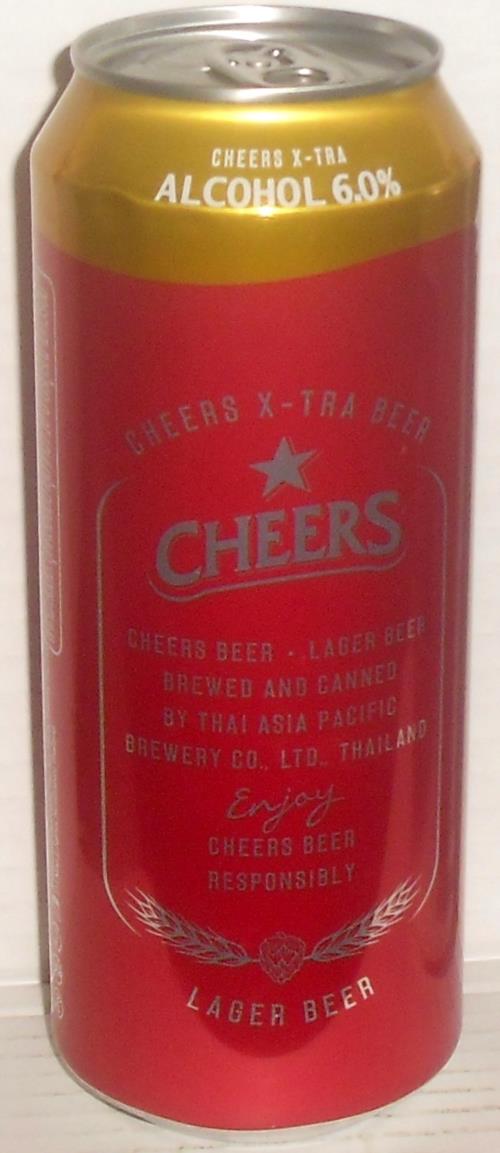 CHEERS X-TRA
ALCOHOL 6.0%
CHEERS X-TRA BEER
CHEERS
CHEERS BEER - LAGER BEER
BREWED AND CANNED
BY THAI ASIA PACIFIC
BREWERY CO., LTD., THAILAND
Enjoy
CHEERS BEER
RESPONSIBLY
LAGER BEER